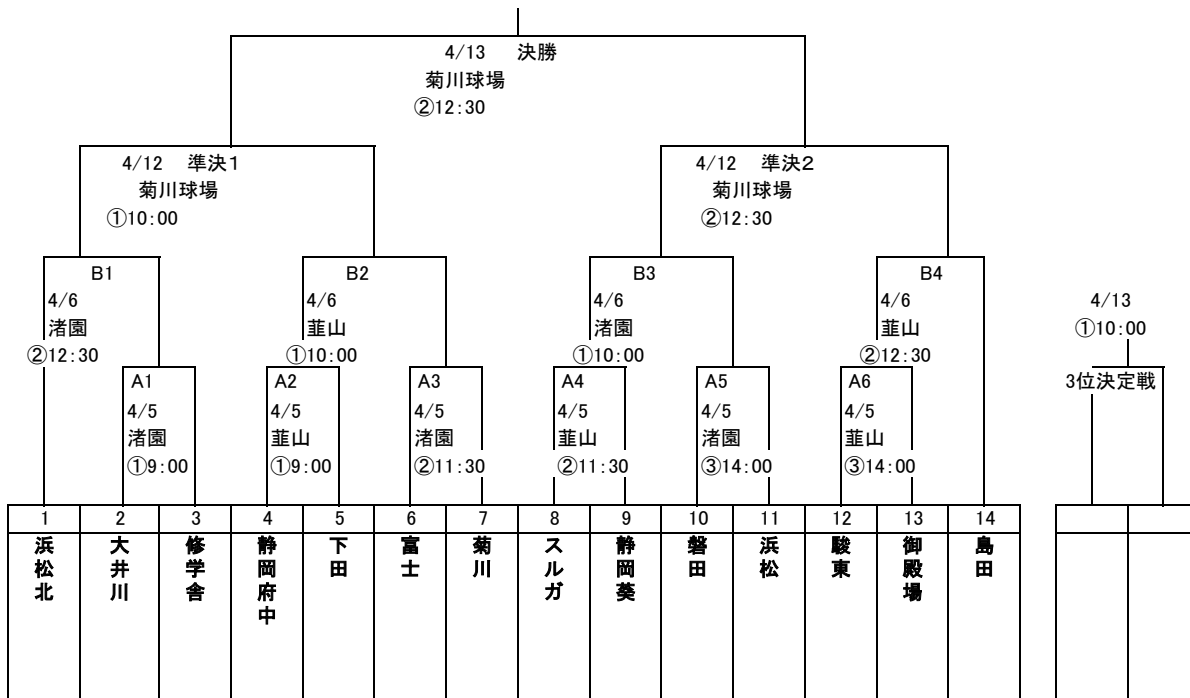 4/13 決勝
菊川球場
②12:30
4/12 準決1
菊川球場
①10:00
4/12 準決2
菊川球場
②12:30
B1
4/6
渚園
②12:30
B2
4/6
韮山
①10:00
B3
4/6
渚園
①10:00
B4
4/6
韮山
②12:30
4/13
①10:00
3位決定戦
A1
4/5
渚園
①9:00
A2
4/5
韮山
①9:00
A3
4/5
渚園
②11:30
A4
4/5
韮山
②11:30
A5
4/5
渚園
③14:00
A6
4/5
韮山
③14:00
1 2 3 4 5 6 7 8 9 10 11 12 13 14
浜松北
大井川
修学舎
静岡府中
下田
富士
菊川
スルガ
静岡葵
磐田
浜松
駿東
御殿場
島田